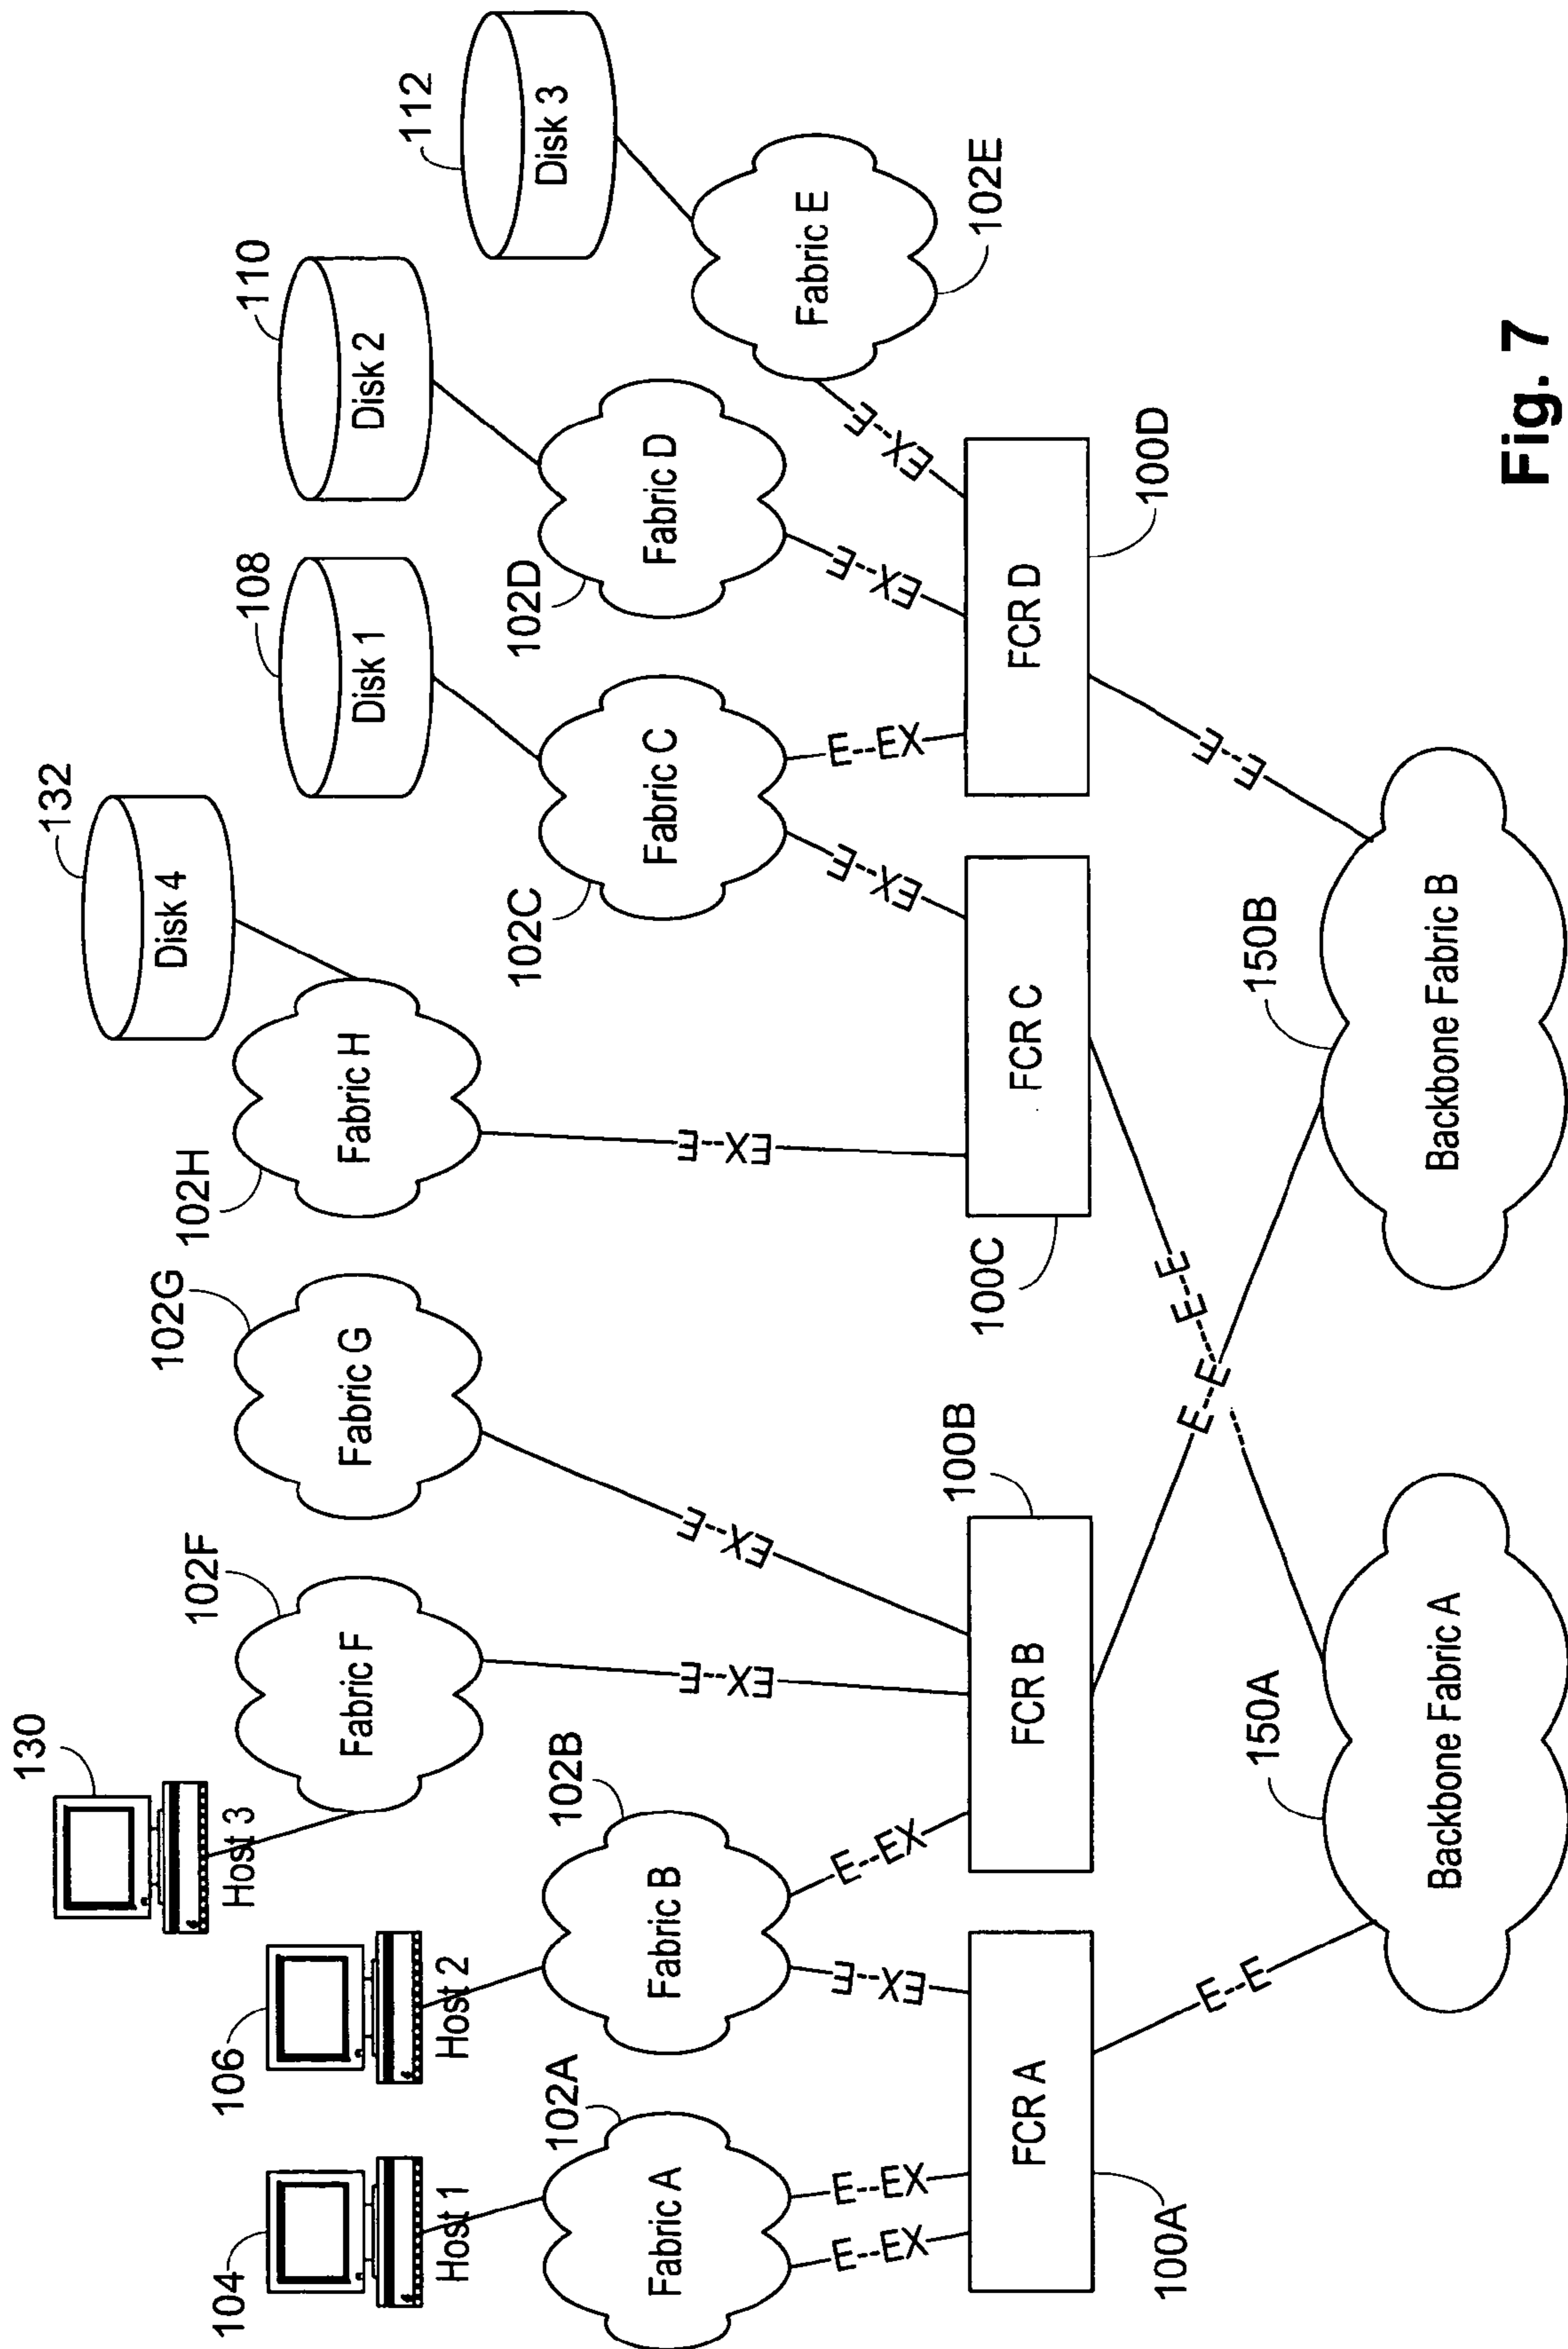 130
132
112
104
106
102F
102G
102H
108
110
Host 3
Disk 4
Disk 3
Host 1
Host 2
Fabric F
Fabric G
Fabric H
Disk 1
Disk 2
102A
102B
102C
102D
Fabric A
Fabric B
Fabric C
Fabric D
Fabric E
102E
E--EX
E--EX
E--EX
E--EX
E--EX
E--EX
E--EX
E--EX
E--EX
E--EX
E--EX
FCR A
FCR B
FCR C
FCR D
100A
100B
100C
100D
E--E
E--E
E--E
E--E
150A
150B
Backbone Fabric A
Backbone Fabric B
Fig. 7